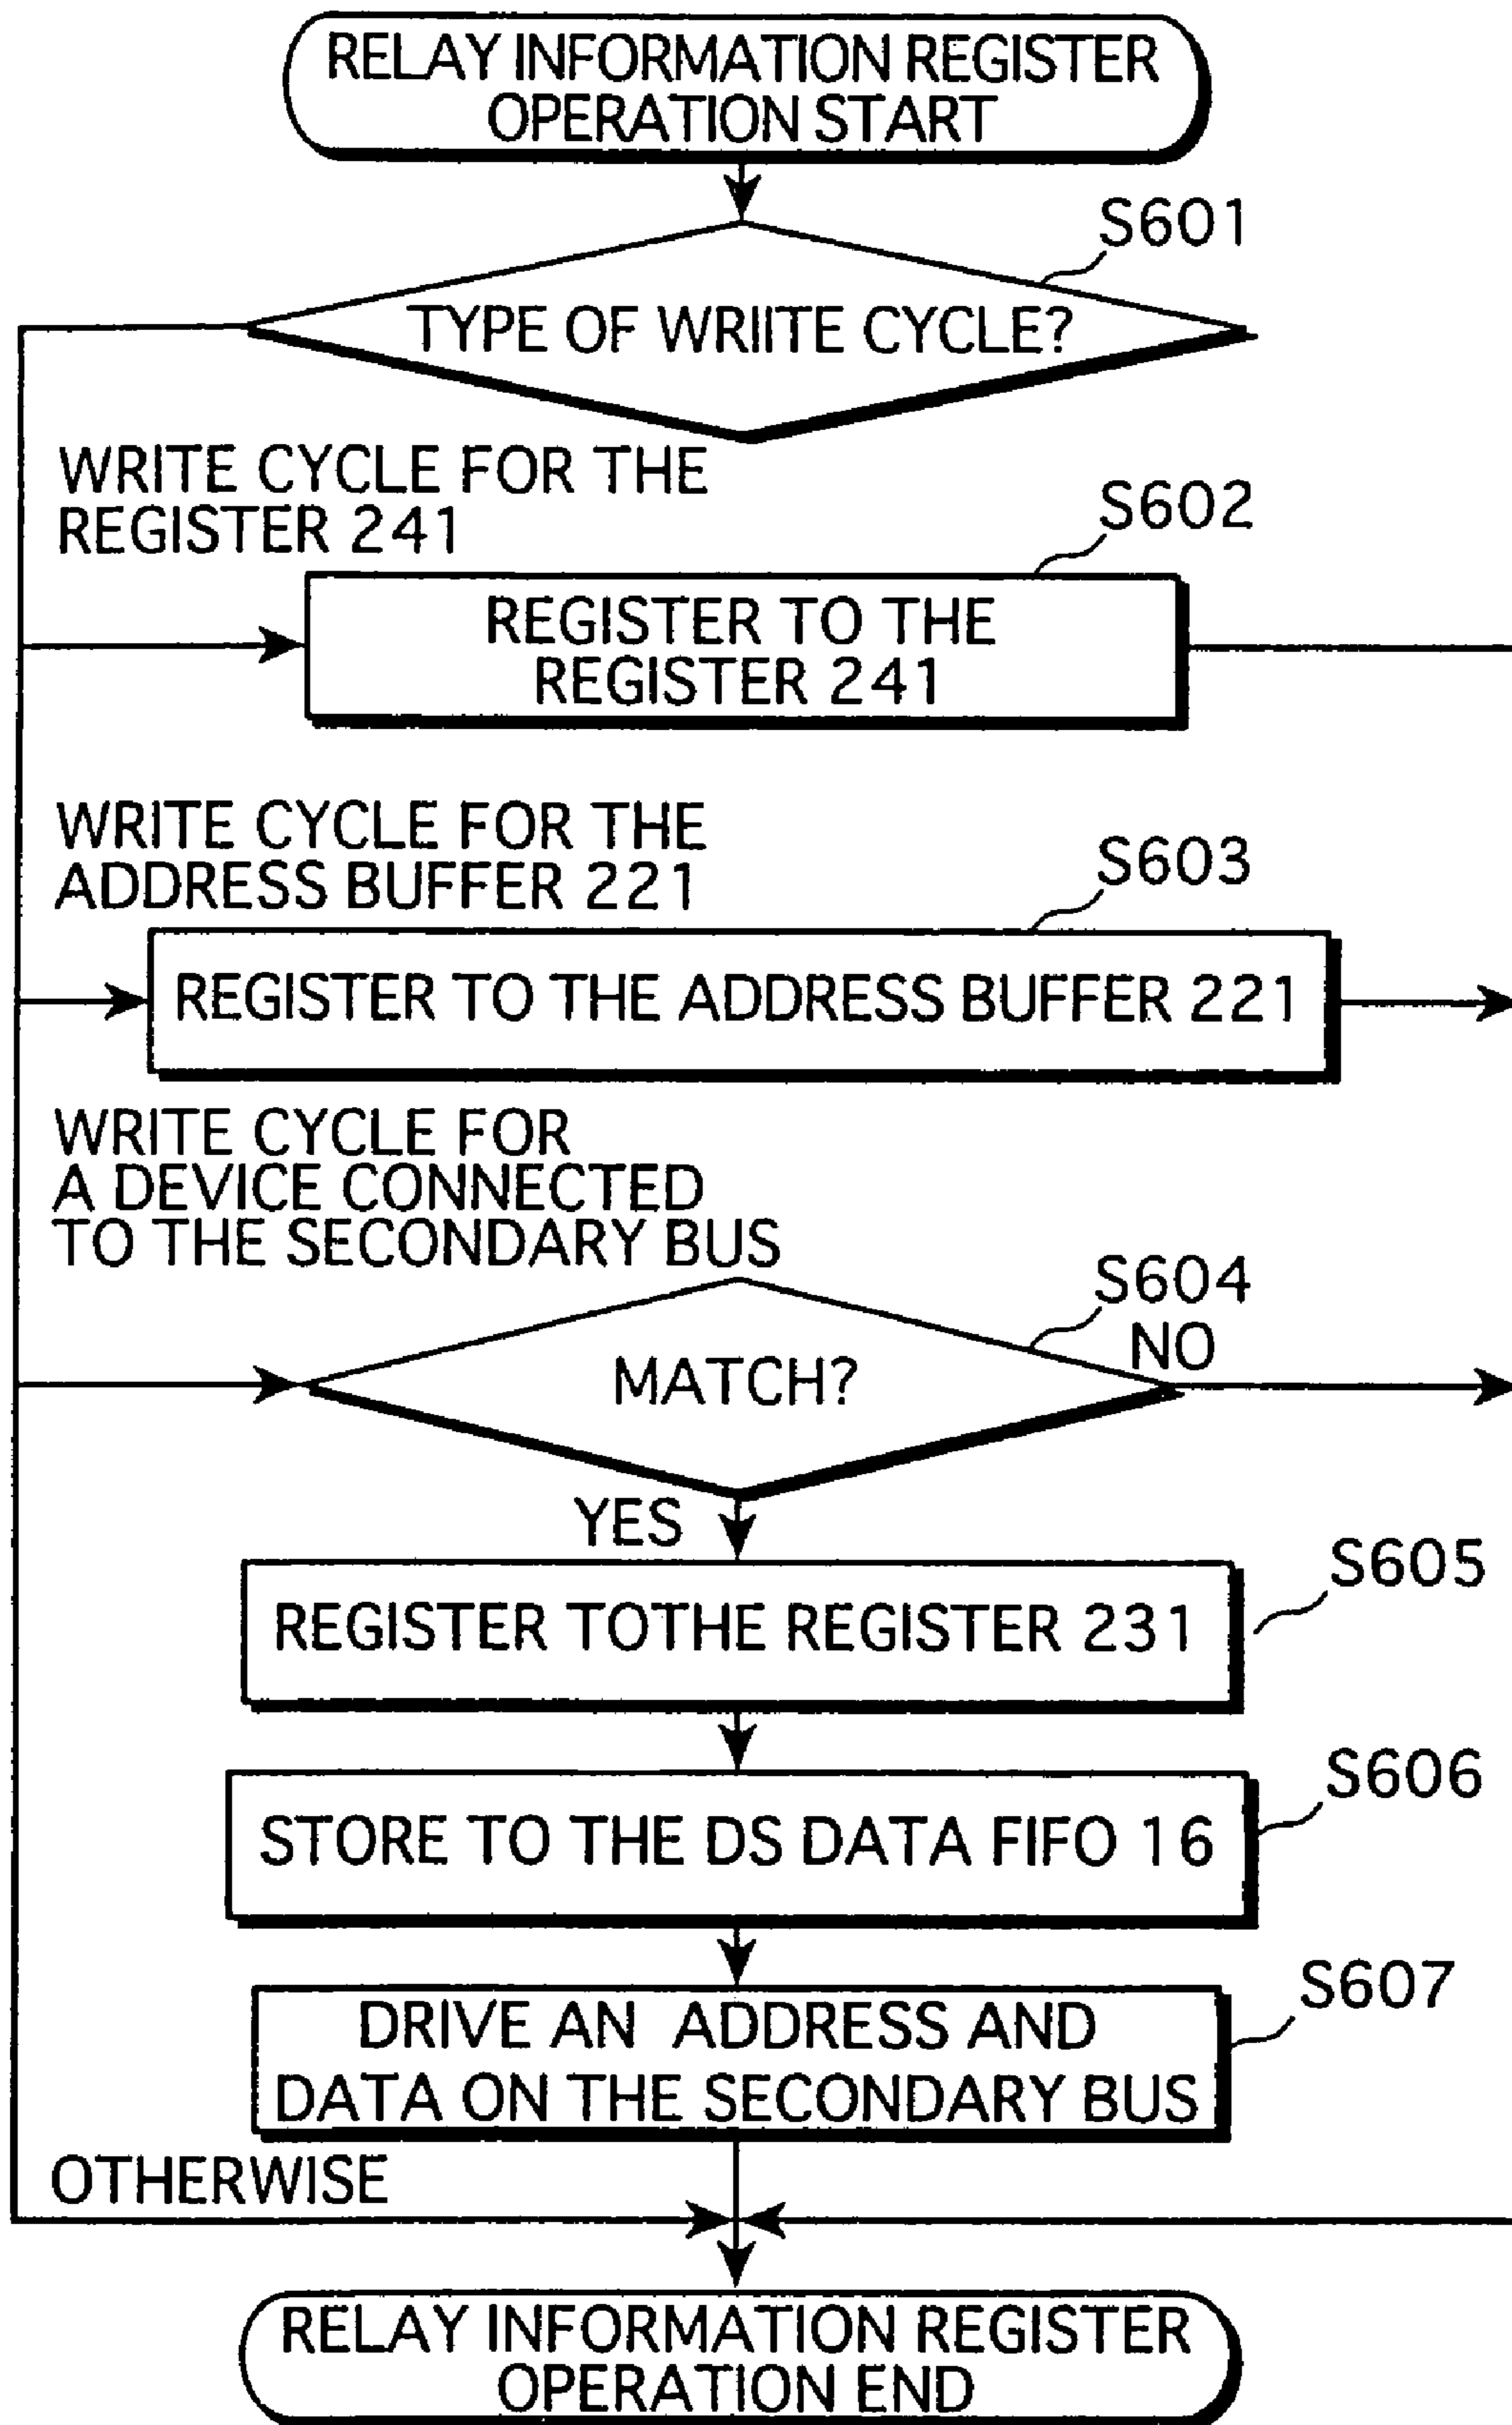 RELAY INFORMATION REGISTER
OPERATION START
S601
TYPE OF WRIITE CYCLE?
WRITE CYCLE FOR THE
REGISTER 241
S602
REGISTER TO THE
REGISTER 241
WRITE CYCLE FOR THE
ADDRESS BUFFER 221
S603
REGISTER TO THE ADDRESS BUFFER 221
WRITE CYCLE FOR
A DEVICE CONNECTED
TO THE SECONDARY BUS
S604
NO
MATCH?
YES
S605
REGISTER TOTHE REGISTER 231
S606
STORE TO THE DS DATA FIFO 16
S607
DRIVE AN ADDRESS AND
DATA ON THE SECONDARY BUS
OTHERWISE
RELAY INFORMATION REGISTER
OPERATION END